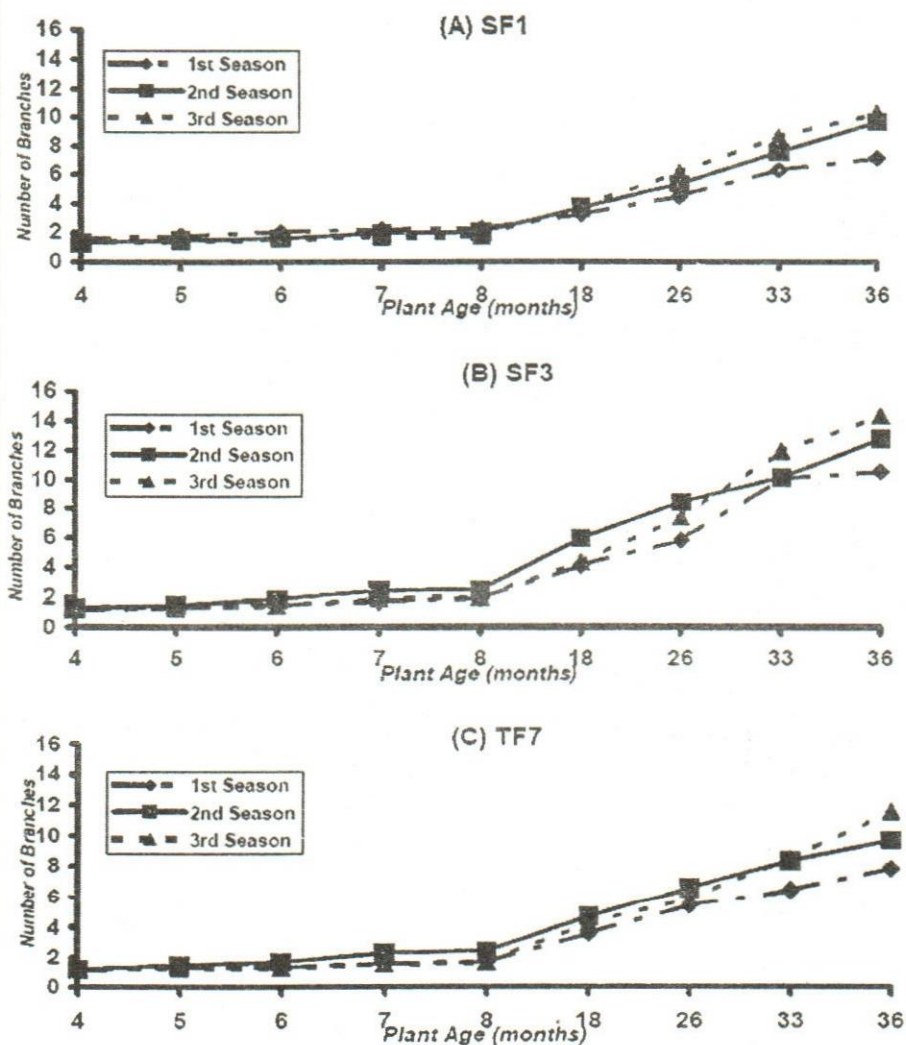 (A) SF1
16
14
12
10
8
6
4
2
0
Number of Branches
1st Season
2nd Season
3rd Season
4 5 6 7 8 18 26 33 36
Plant Age (months)
(B) SF3
16
14
12
10
8
6
4
2
0
Number of Branches
1st Season
2nd Season
3rd Season
4 5 6 7 8 18 26 33 36
Plant Age (months)
(C) TF7
16
14
12
10
8
6
4
2
0
Number of Branches
1st Season
2nd Season
3rd Season
4 5 6 7 8 18 26 33 36
Plant Age (months)